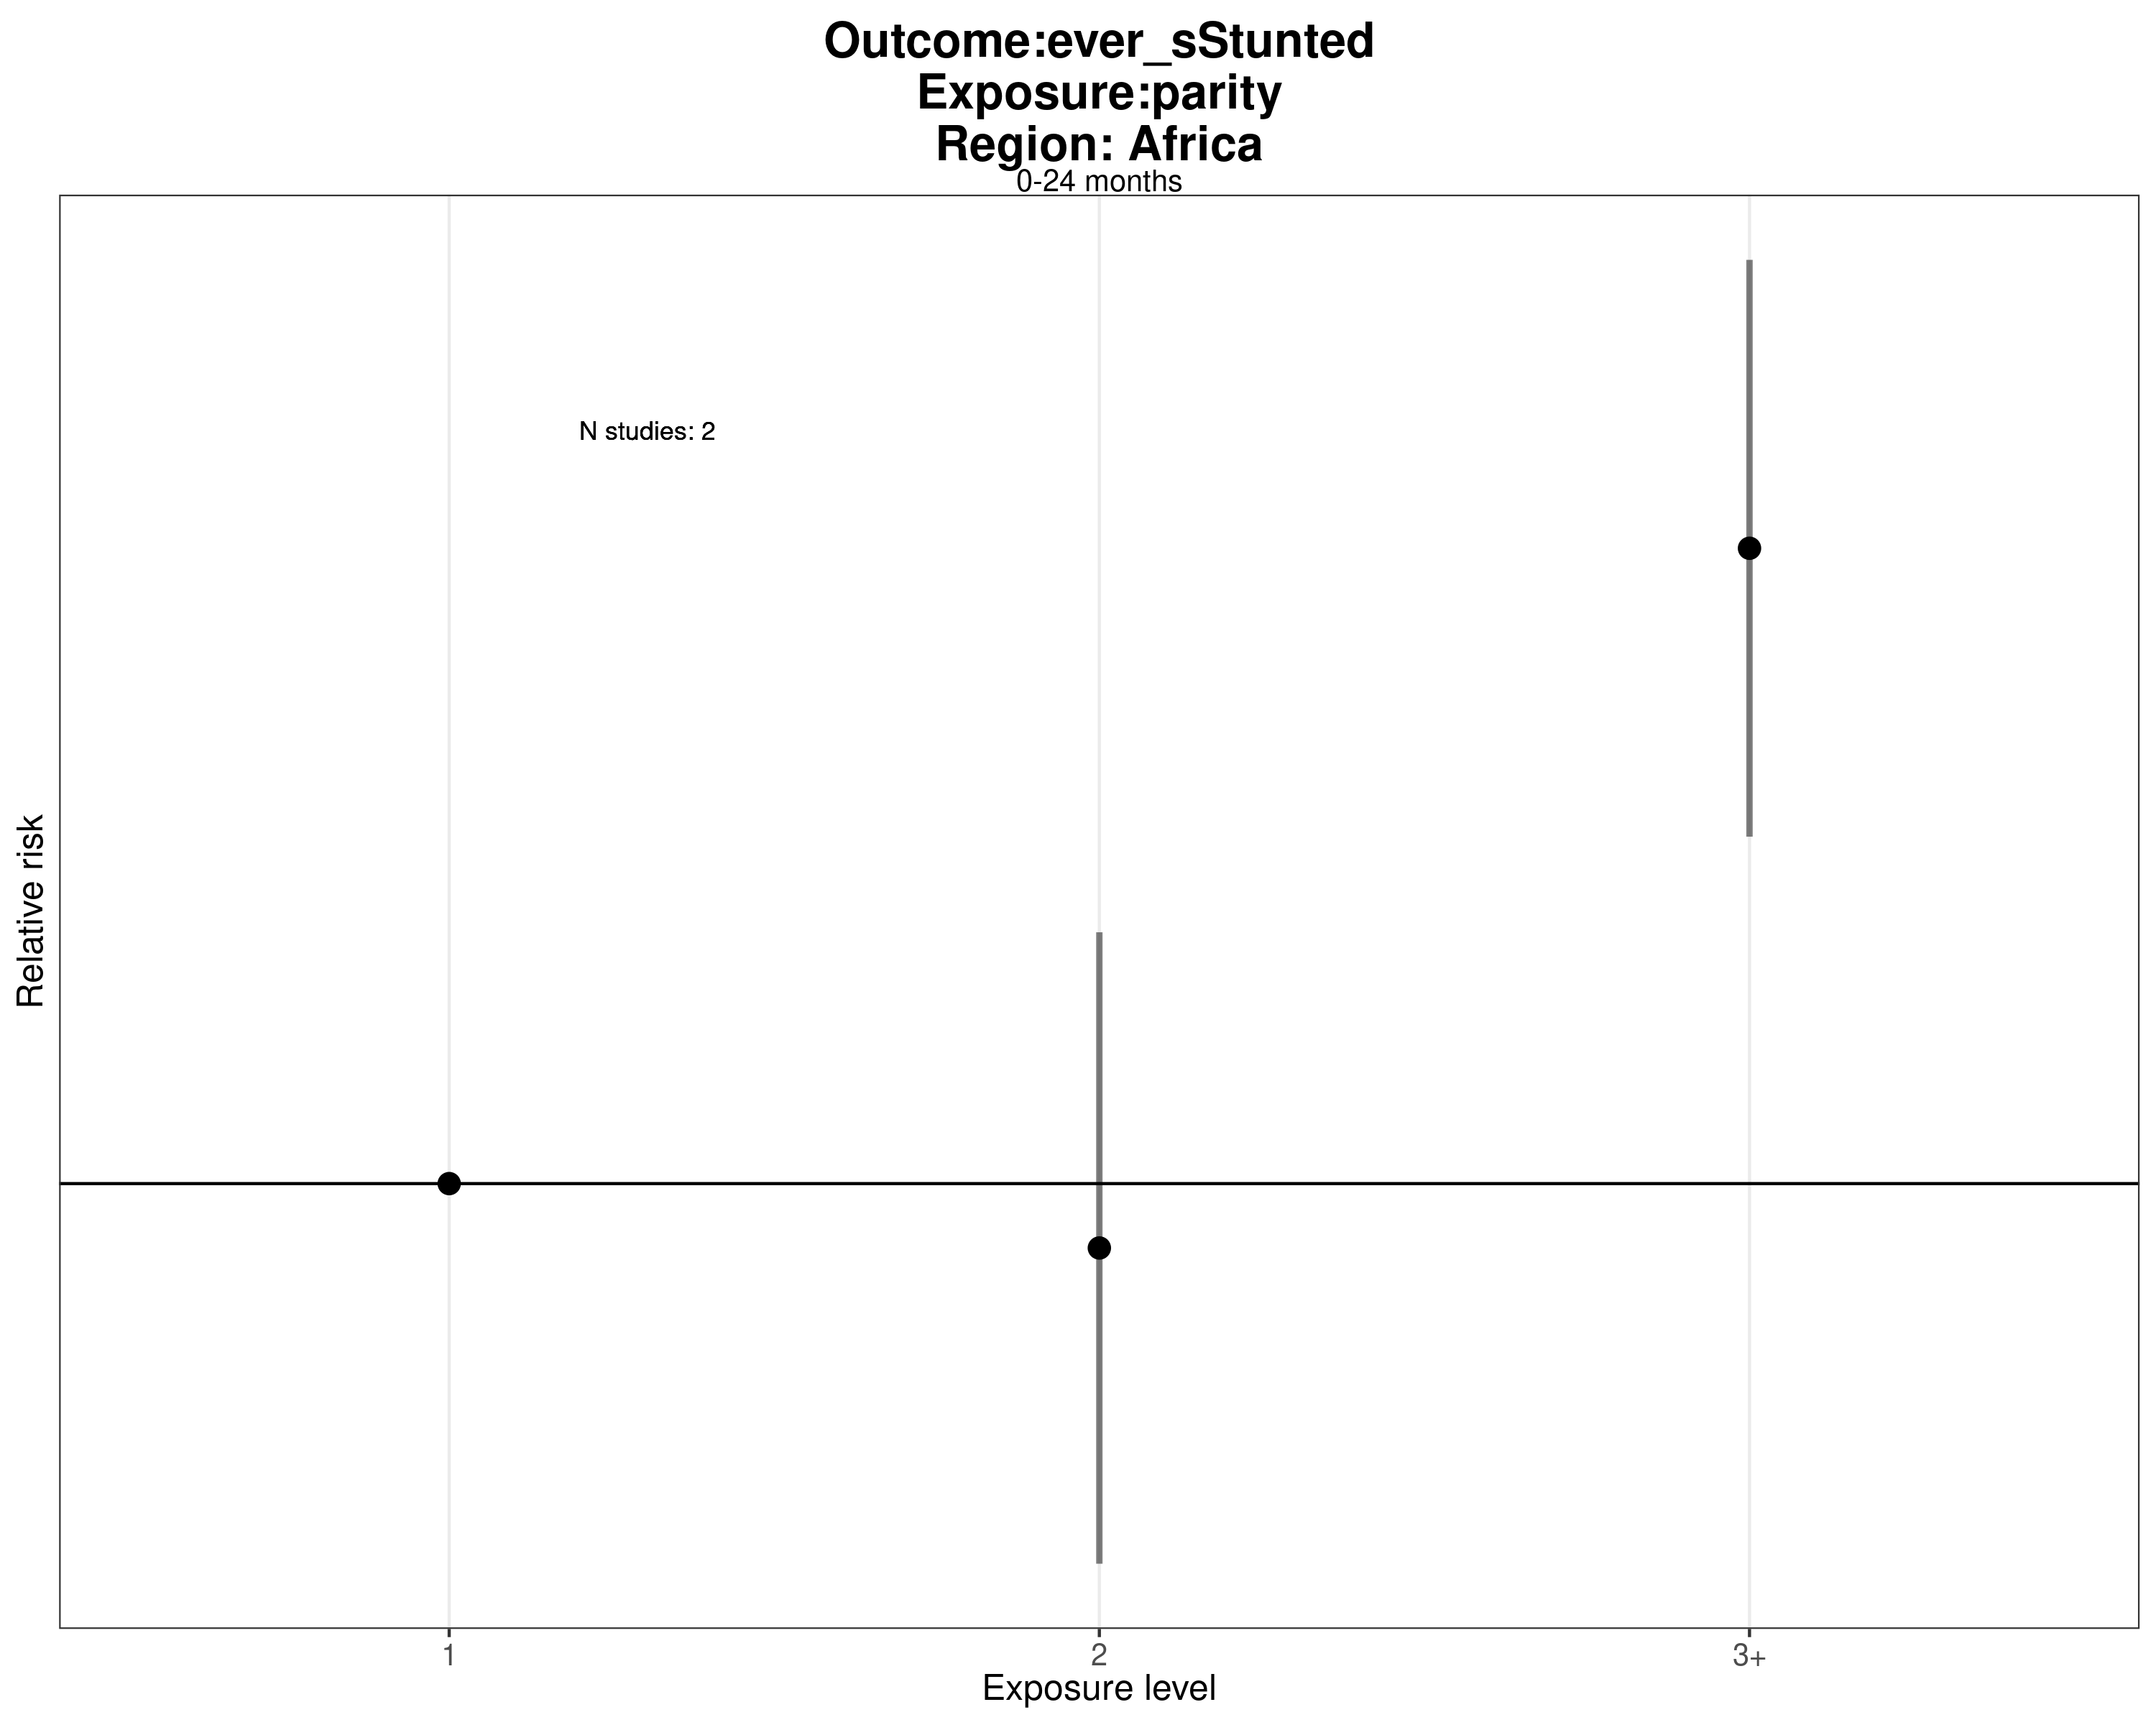 Outcome:ever_sStunted
Exposure:parity
Region: Africa
0-24 months
N studies: 2
Relative risk
1
2
3+
Exposure level